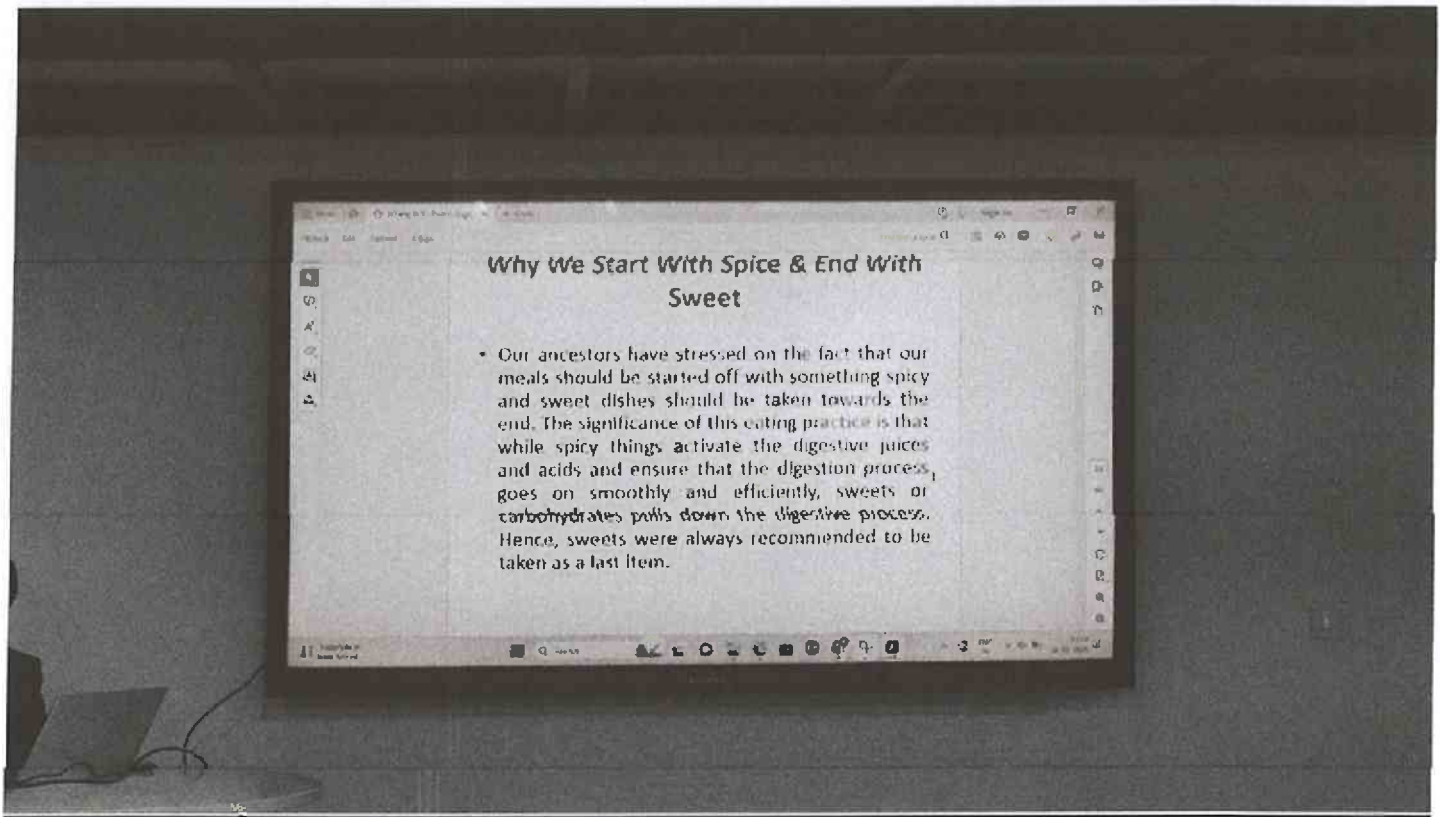 Why We Start With Spice & End With
Sweet
• Our ancestors have stressed on the fact that our
meals should be started off with something spicy
and sweet dishes should be taken towards the
end. The significance of this eating practice is that
while spicy things activate the digestive juices
and acids and ensure that the digestion process
goes on smoothly and efficiently, sweets or
carbohydrates pulls down the digestive process.
Hence, sweets were always recommended to be
taken as a last item.